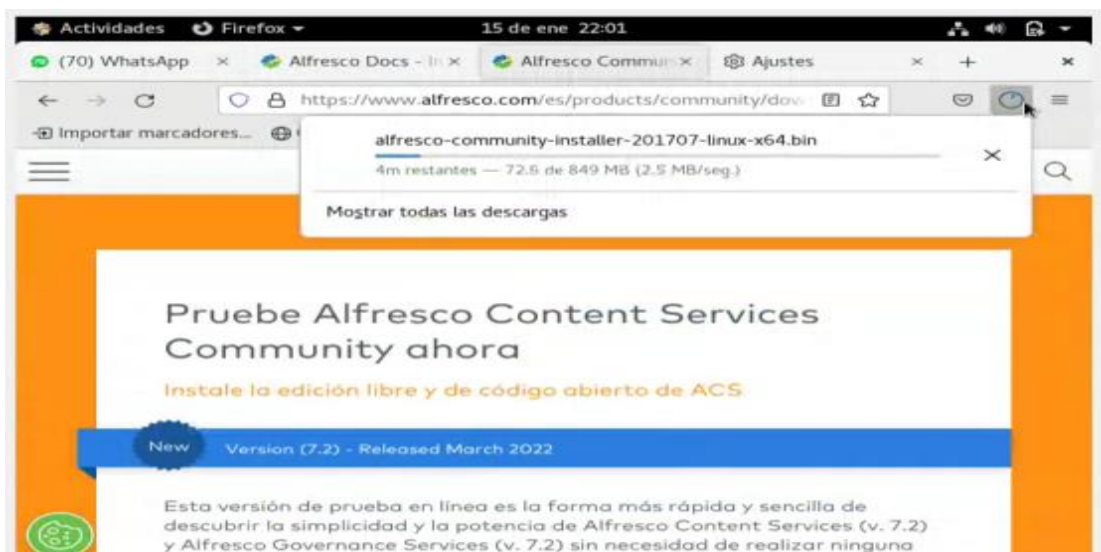 Actividades Firefox 15 de ene 22:01
(70) WhatsApp Alfresco Docs - In Alfresco Commun Ajustes
https://www.alfresco.com/es/products/community/dow
Importar marcadores...
alfresco-community-installer-201707-linux-x64.bin
4m restantes — 72.6 de 849 MB (2.5 MB/seg.)
Mostrar todas las descargas
Pruebe Alfresco Content Services
Community ahora
Instale la edición libre y de código abierto de ACS
New Version (7.2) - Released March 2022
Esta versión de prueba en línea es la forma más rápida y sencilla de
descubrir la simplicidad y la potencia de Alfresco Content Services (v. 7.2)
y Alfresco Governance Services (v. 7.2) sin necesidad de realizar ninguna